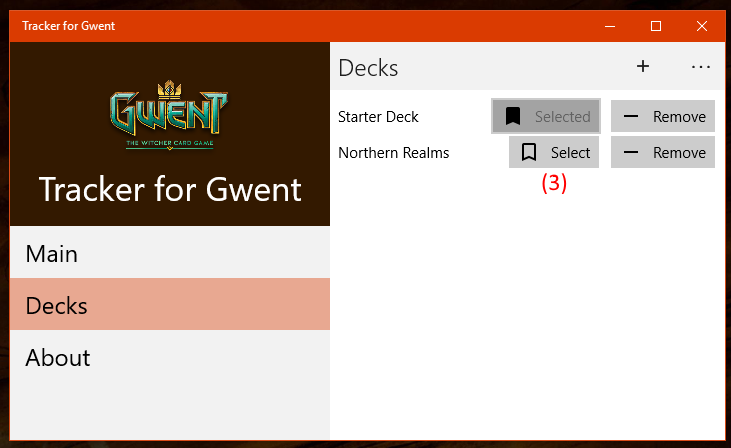 Tracker for Gwent
GWENT
THE WITCHER CARD GAME
Tracker for Gwent
Main
Decks
About
Decks
Starter Deck Selected Remove
Northern Realms Select Remove
(3)